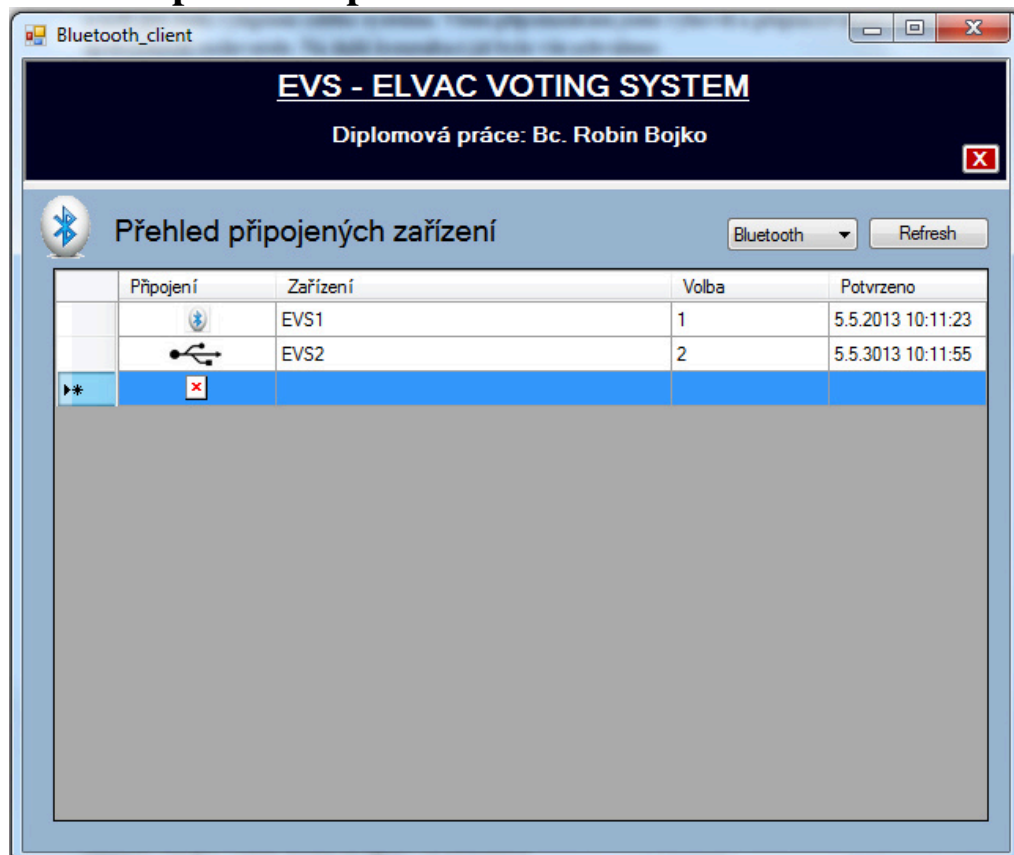 Bluetooth_client
EVS - ELVAC VOTING SYSTEM
Diplomová práce: Bc. Robin Bojko
X
Přehled připojených zařízení
Bluetooth
Refresh
Připojení Zařízení Volba Potvrzeno
EVS1 1 5.5.2013 10:11:23
EVS2 2 5.5.3013 10:11:55